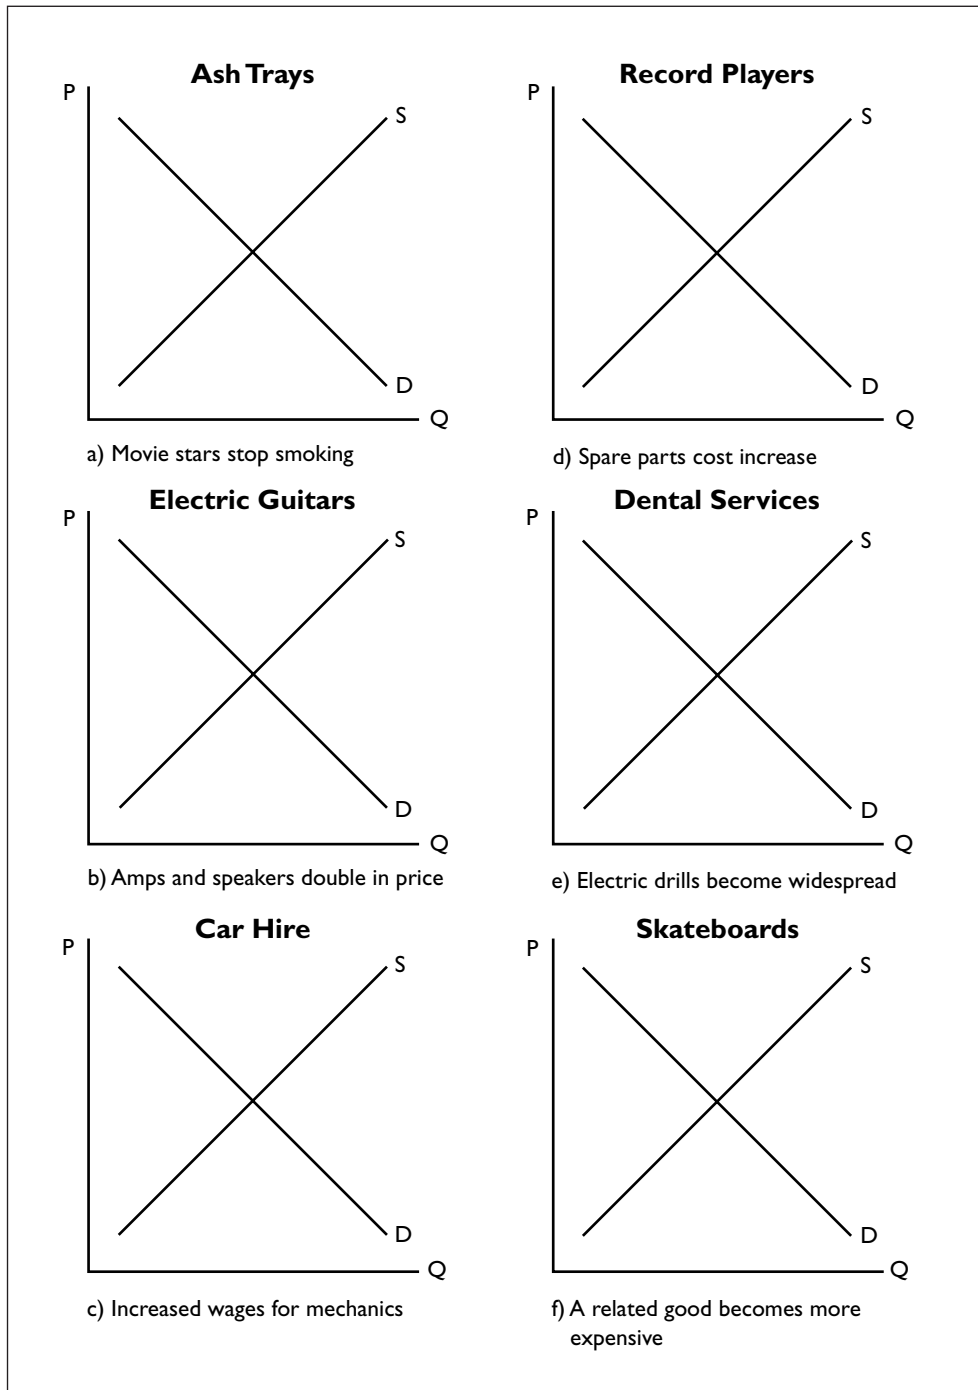 Ash Trays
P
S
D
Q
a) Movie stars stop smoking
Record Players
P
S
D
Q
d) Spare parts cost increase
Electric Guitars
P
S
D
Q
b) Amps and speakers double in price
Dental Services
P
S
D
Q
e) Electric drills become widespread
Car Hire
P
S
D
Q
c) Increased wages for mechanics
Skateboards
P
S
D
Q
f) A related good becomes more
expensive